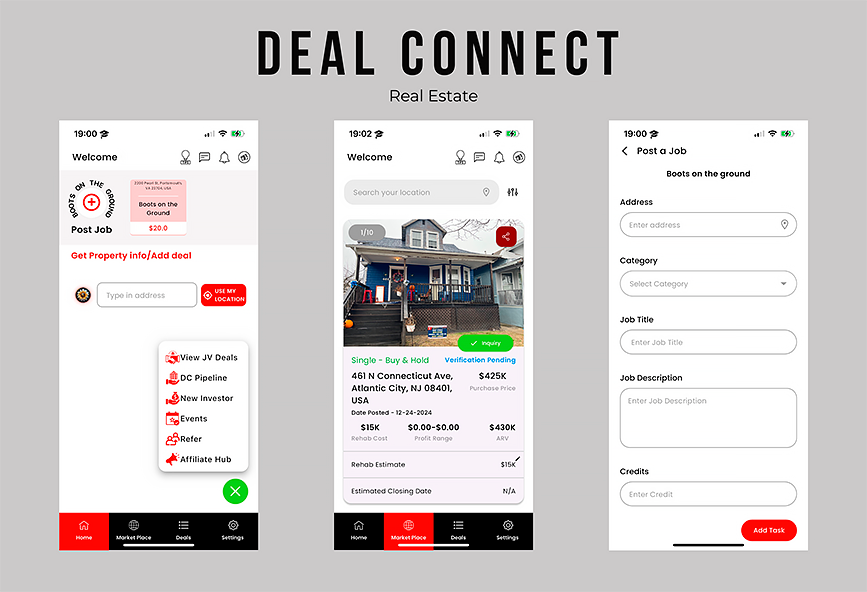 DEAL CONNECT
Real Estate
19:00
Welcome
BOOTS ON THE GROUND
Post Job
2300 Pearl St, Portsmouth,
VA 20704, USA
Boots on the
Ground
$20.0
Get Property info/Add deal
Type in address
USE MY
LOCATION
View JV Deals
DC Pipeline
New Investor
Events
Refer
Affiliate Hub
Home
Market Place
Deals
Settings
19:02
Welcome
Search your location
1/10
Inquiry
Single - Buy & Hold
Verification Pending
461 N Connecticut Ave,
Atlantic City, NJ 08401,
USA
$425K
Purchase Price
Date Posted - 12-24-2024
$15K
$0.00-$0.00
$430K
Rehab Cost
Profit Range
ARV
Rehab Estimate
$15K
Estimated Closing Date
N/A
Home
Market Place
Deals
Settings
19:00
Post a Job
Boots on the ground
Address
Enter address
Category
Select Category
Job Title
Enter Job Title
Job Description
Enter Job Description
Credits
Enter Credit
Add Task